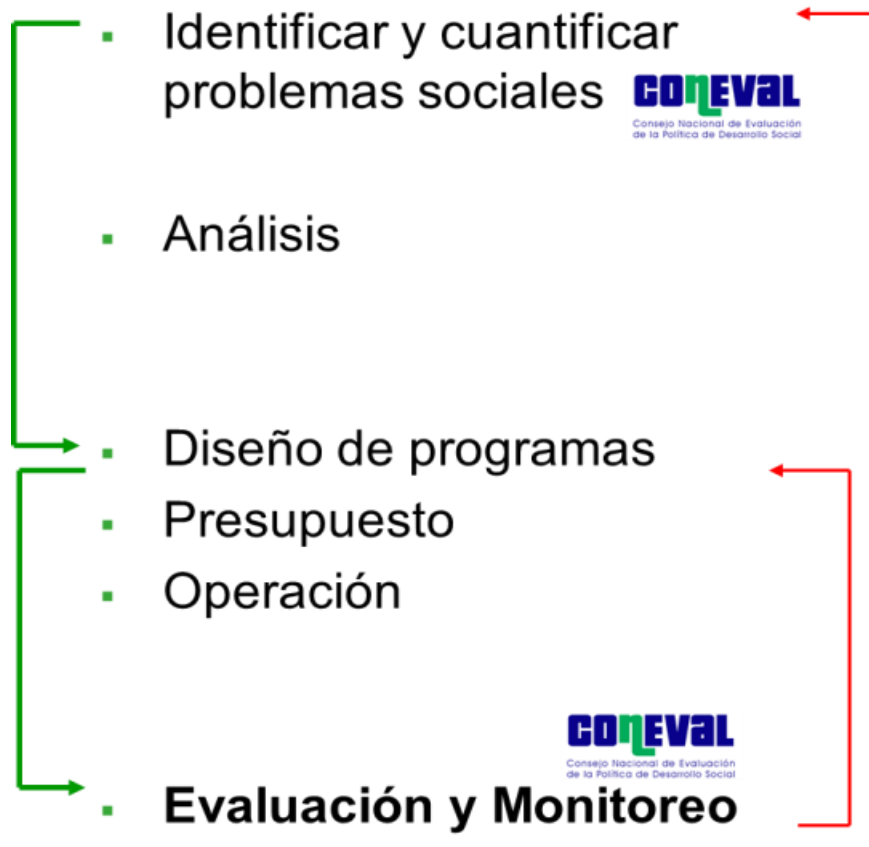 Identificar y cuantificar
problemas sociales
CONEVAL
Consejo Nacional de Evaluación
de la Política de Desarrollo Social
Análisis
Diseño de programas
Presupuesto
Operación
CONEVAL
Consejo Nacional de Evaluación
de la Política de Desarrollo Social
Evaluación y Monitoreo